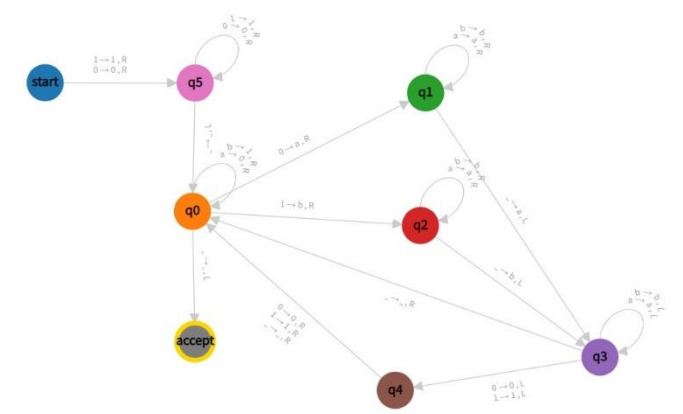 1→1,R
0→0,R
b→b,R
a→a,R
1→1,R
0→0,R
start
q5
q1
b→1,R
a→0,R
0→a,R
b→b,R
a→a,R
1→b,R
_→a,L
q0
q2
_→_,L
_→b,L
_→_,R
b→b,L
a→a,L
0→0,R
1→1,R
_→_,R
accept
q3
q4
0→0,L
1→1,L